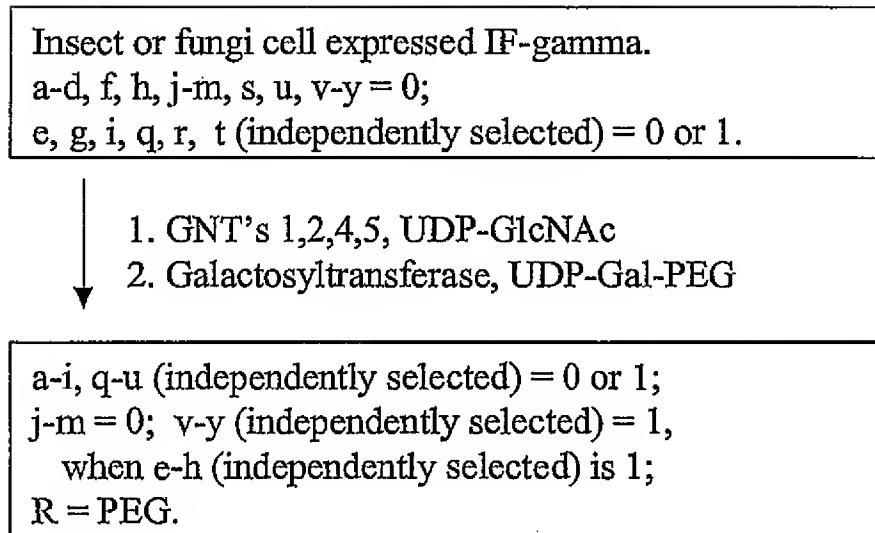 Insect or fungi cell expressed IF-gamma.
a-d, f, h, j-m, s, u, v-y = 0;
e, g, i, q, r, t (independently selected) = 0 or 1.
1. GNT's 1,2,4,5, UDP-GlcNAc
2. Galactosyltransferase, UDP-Gal-PEG
a-i, q-u (independently selected) = 0 or 1;
j-m = 0; v-y (independently selected) = 1,
when e-h (independently selected) is 1;
R = PEG.